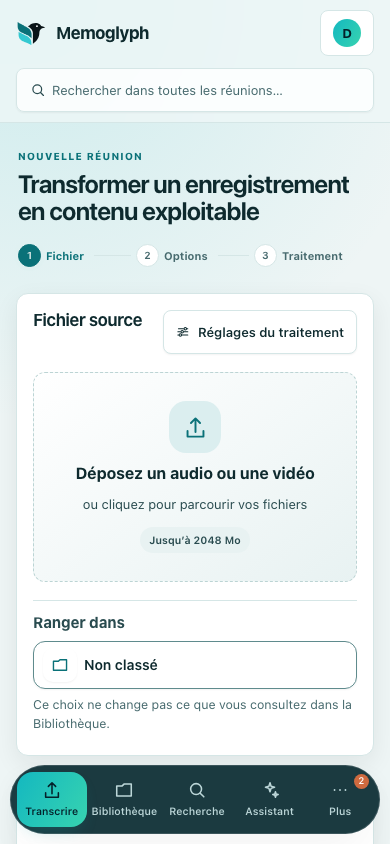 Memoglyph
D
Rechercher dans toutes les réunions...
NOUVELLE RÉUNION
Transformer un enregistrement
en contenu exploitable
1 Fichier 2 Options 3 Traitement
Fichier source
Réglages du traitement
Déposez un audio ou une vidéo
ou cliquez pour parcourir vos fichiers
Jusqu'à 2048 Mo
Ranger dans
Non classé
Ce choix ne change pas ce que vous consultez dans la
Bibliothèque.
2
Transcrire Bibliothèque Recherche Assistant Plus